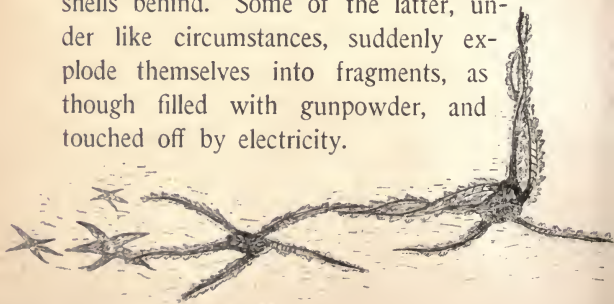 shells behind. Some of the latter, un-
der like circumstances, suddenly ex-
plode themselves into fragments, as
though filled with gunpowder, and
touched off by electricity.